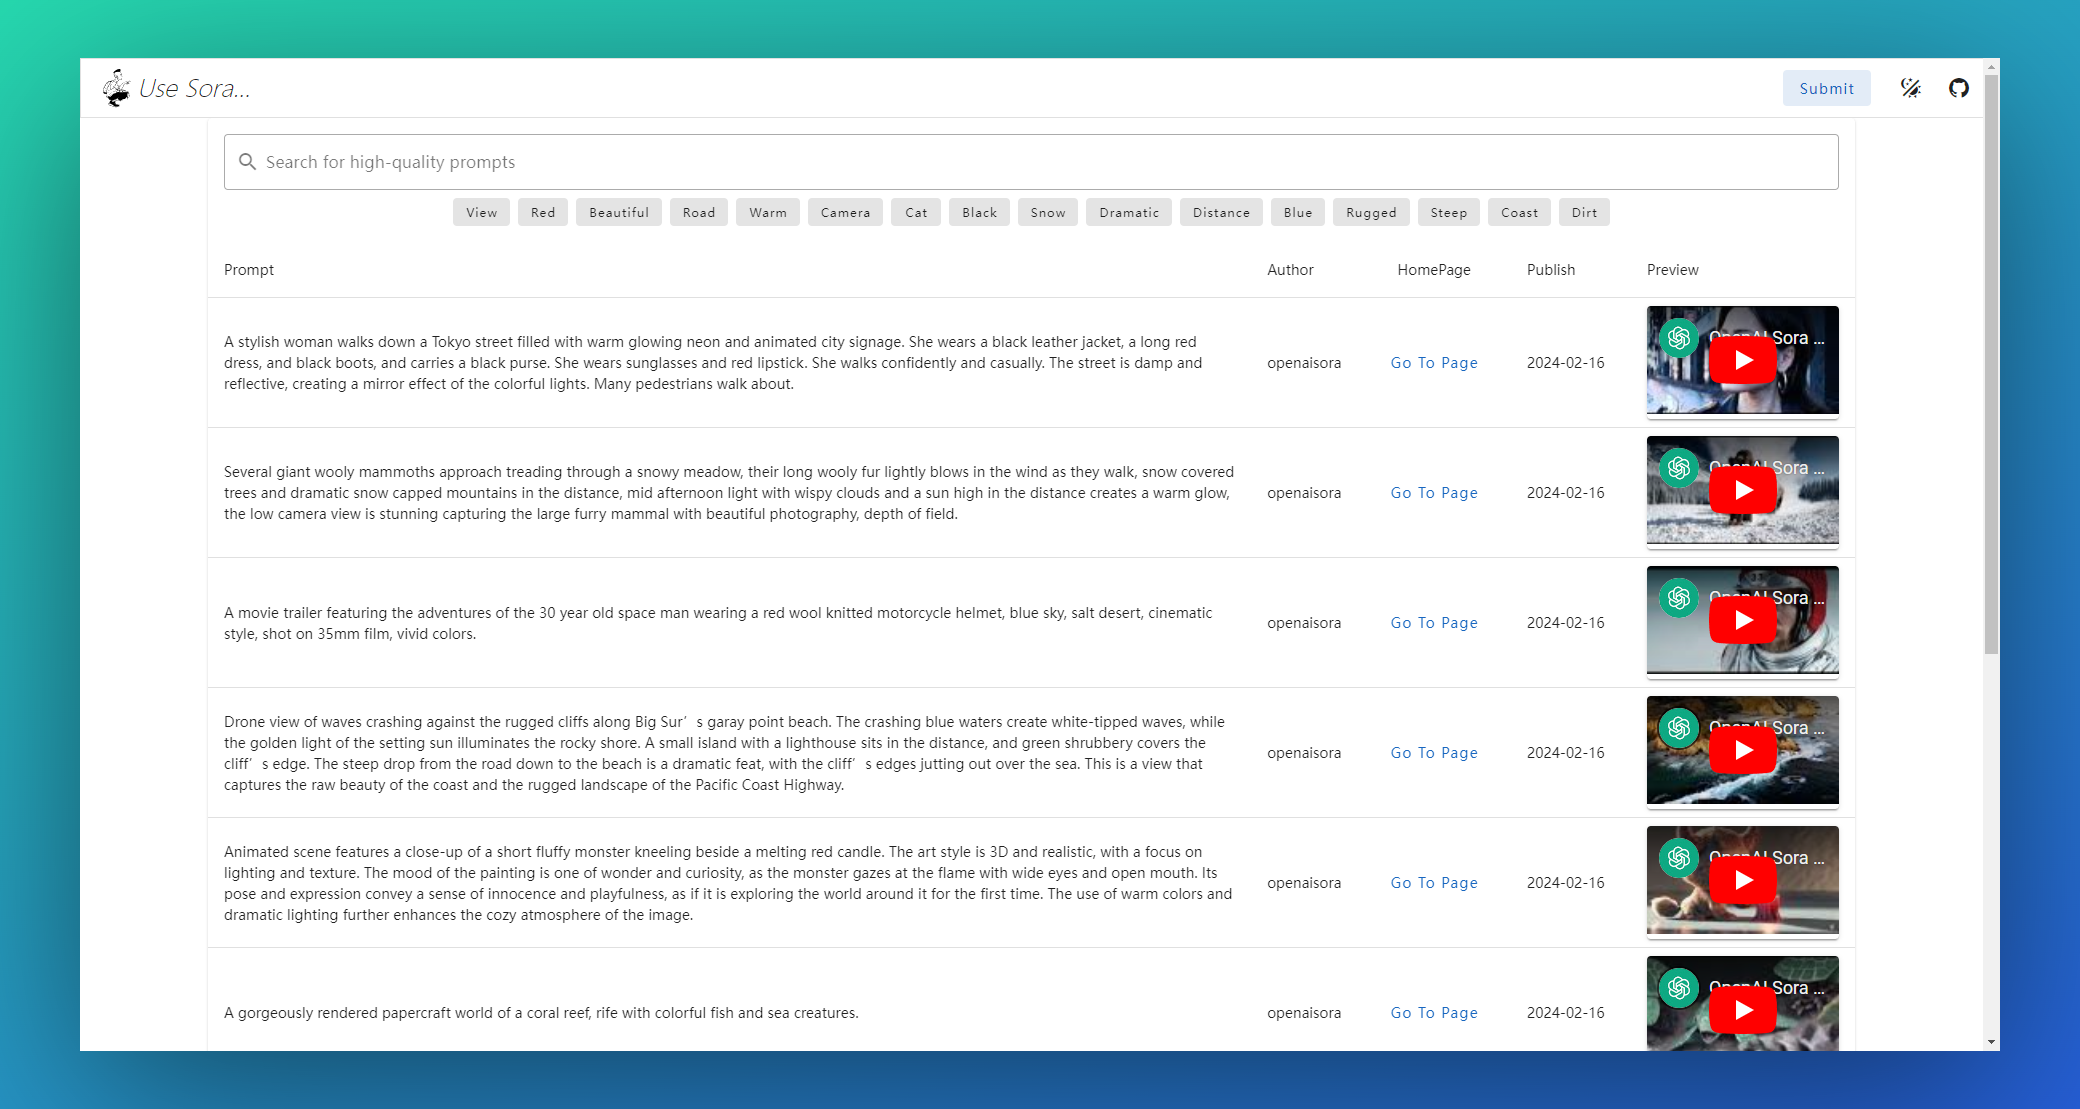 Use Sora...
Submit
Search for high-quality prompts
View Red Beautiful Road Warm Camera Cat Black Snow Dramatic Distance Blue Rugged Steep Coast Dirt
Prompt Author HomePage Publish Preview
A stylish woman walks down a Tokyo street filled with warm glowing neon and animated city signage. She wears a black leather jacket, a long red
dress, and black boots, and carries a black purse. She wears sunglasses and red lipstick. She walks confidently and casually. The street is damp and
reflective, creating a mirror effect of the colorful lights. Many pedestrians walk about.
openaisora
Go To Page
2024-02-16
OpenAI Sora ...
Several giant wooly mammoths approach treading through a snowy meadow, their long wooly fur lightly blows in the wind as they walk, snow covered
trees and dramatic snow capped mountains in the distance, mid afternoon light with wispy clouds and a sun high in the distance creates a warm glow,
the low camera view is stunning capturing the large furry mammal with beautiful photography, depth of field.
openaisora
Go To Page
2024-02-16
OpenAI Sora ...
A movie trailer featuring the adventures of the 30 year old space man wearing a red wool knitted motorcycle helmet, blue sky, salt desert, cinematic
style, shot on 35mm film, vivid colors.
openaisora
Go To Page
2024-02-16
OpenAI Sora ...
Drone view of waves crashing against the rugged cliffs along Big Sur’s garay point beach. The crashing blue waters create white-tipped waves, while
the golden light of the setting sun illuminates the rocky shore. A small island with a lighthouse sits in the distance, and green shrubbery covers the
cliff’s edge. The steep drop from the road down to the beach is a dramatic feat, with the cliff’s edges jutting out over the sea. This is a view that
captures the raw beauty of the coast and the rugged landscape of the Pacific Coast Highway.
openaisora
Go To Page
2024-02-16
OpenAI Sora ...
Animated scene features a close-up of a short fluffy monster kneeling beside a melting red candle. The art style is 3D and realistic, with a focus on
lighting and texture. The mood of the painting is one of wonder and curiosity, as the monster gazes at the flame with wide eyes and open mouth. Its
pose and expression convey a sense of innocence and playfulness, as if it is exploring the world around it for the first time. The use of warm colors and
dramatic lighting further enhances the cozy atmosphere of the image.
openaisora
Go To Page
2024-02-16
OpenAI Sora ...
A gorgeously rendered papercraft world of a coral reef, rife with colorful fish and sea creatures.
openaisora
Go To Page
2024-02-16
OpenAI Sora ...